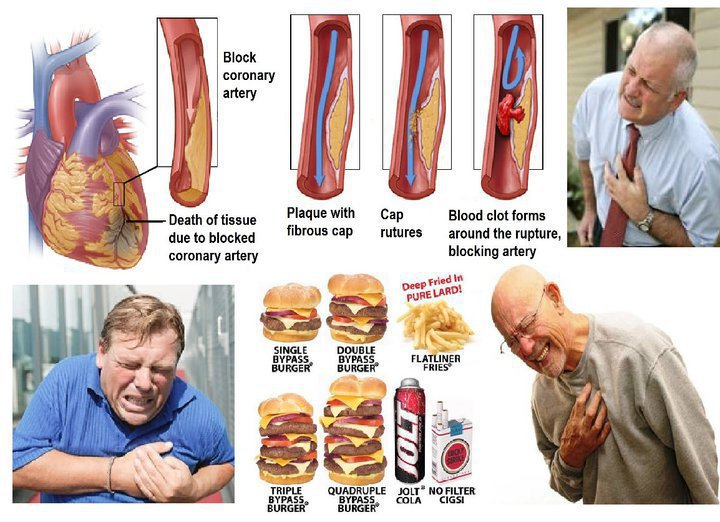 Block
coronary
artery
Death of tissue
due to blocked
coronary artery
Plaque with
fibrous cap
Cap
rutures
Blood clot forms
around the rupture,
blocking artery
Deep Fried In
PURE LARD!
SINGLE
BYPASS
BURGER®
DOUBLE
BYPASS
BURGER®
FLATLINER
FRIES®
TRIPLE
BYPASS
BURGER®
QUADRUPLE
BYPASS
BURGER®
JOLT
JOLT®
COLA
NO FILTER
CIGS!